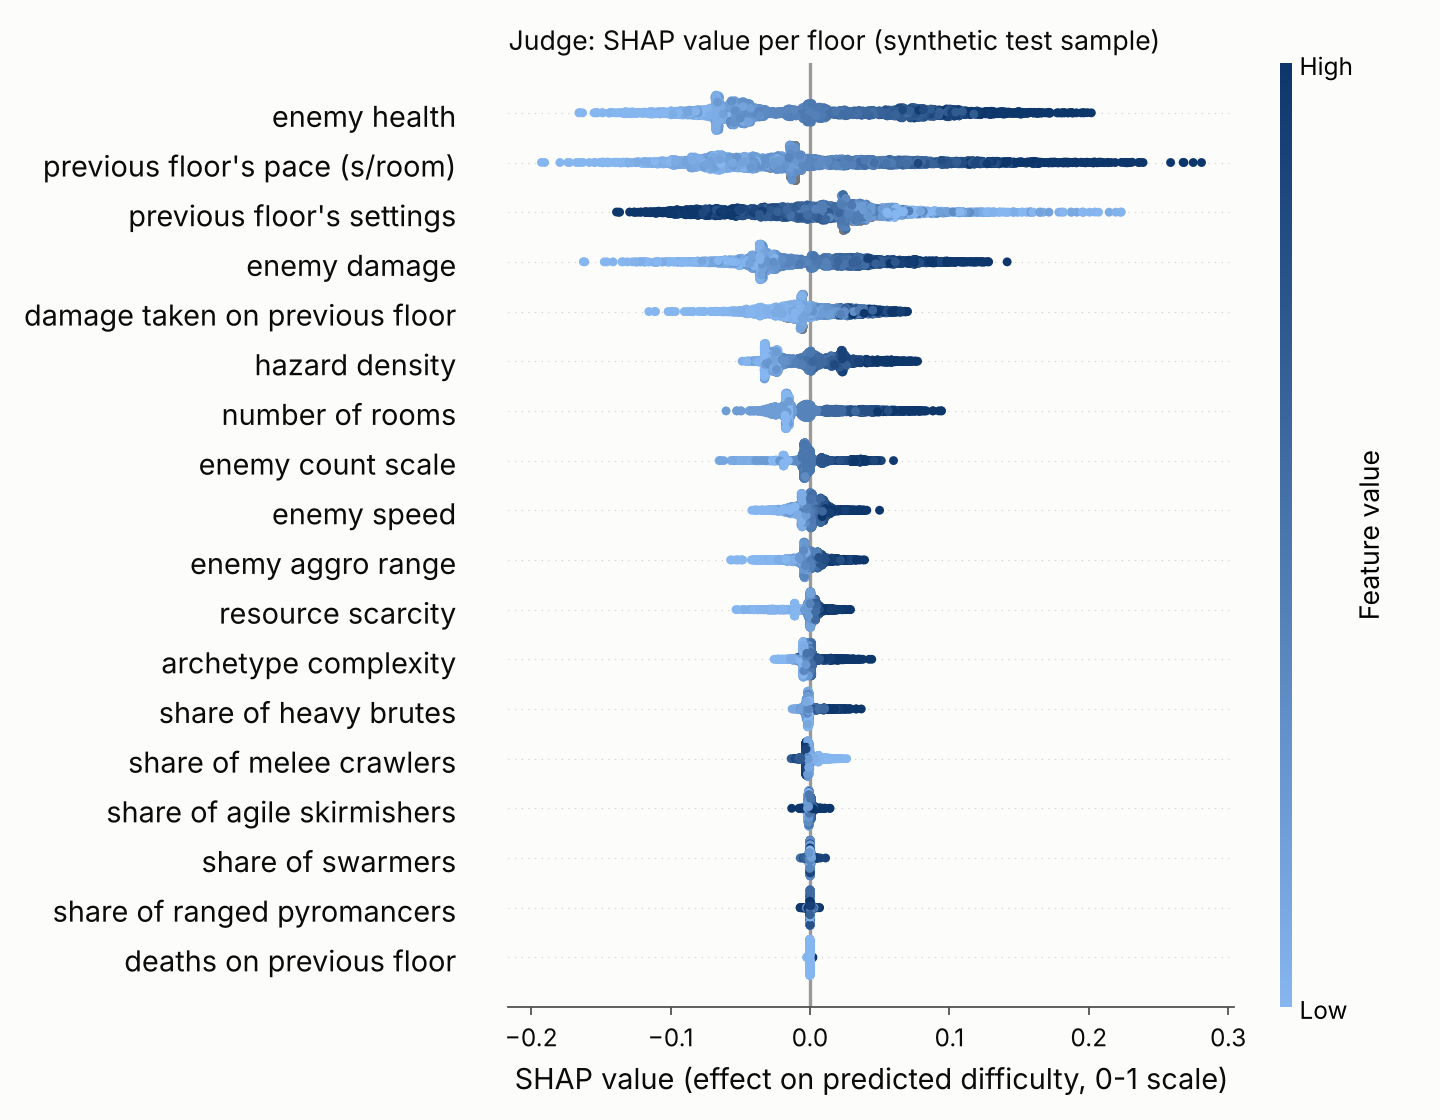 Judge: SHAP value per floor (synthetic test sample)
High
enemy health
previous floor's pace (s/room)
previous floor's settings
enemy damage
damage taken on previous floor
hazard density
number of rooms
enemy count scale
enemy speed
enemy aggro range
resource scarcity
archetype complexity
share of heavy brutes
share of melee crawlers
share of agile skirmishers
share of swarmers
share of ranged pyromancers
deaths on previous floor
Feature value
Low
−0.2 −0.1 0.0 0.1 0.2 0.3
SHAP value (effect on predicted difficulty, 0-1 scale)